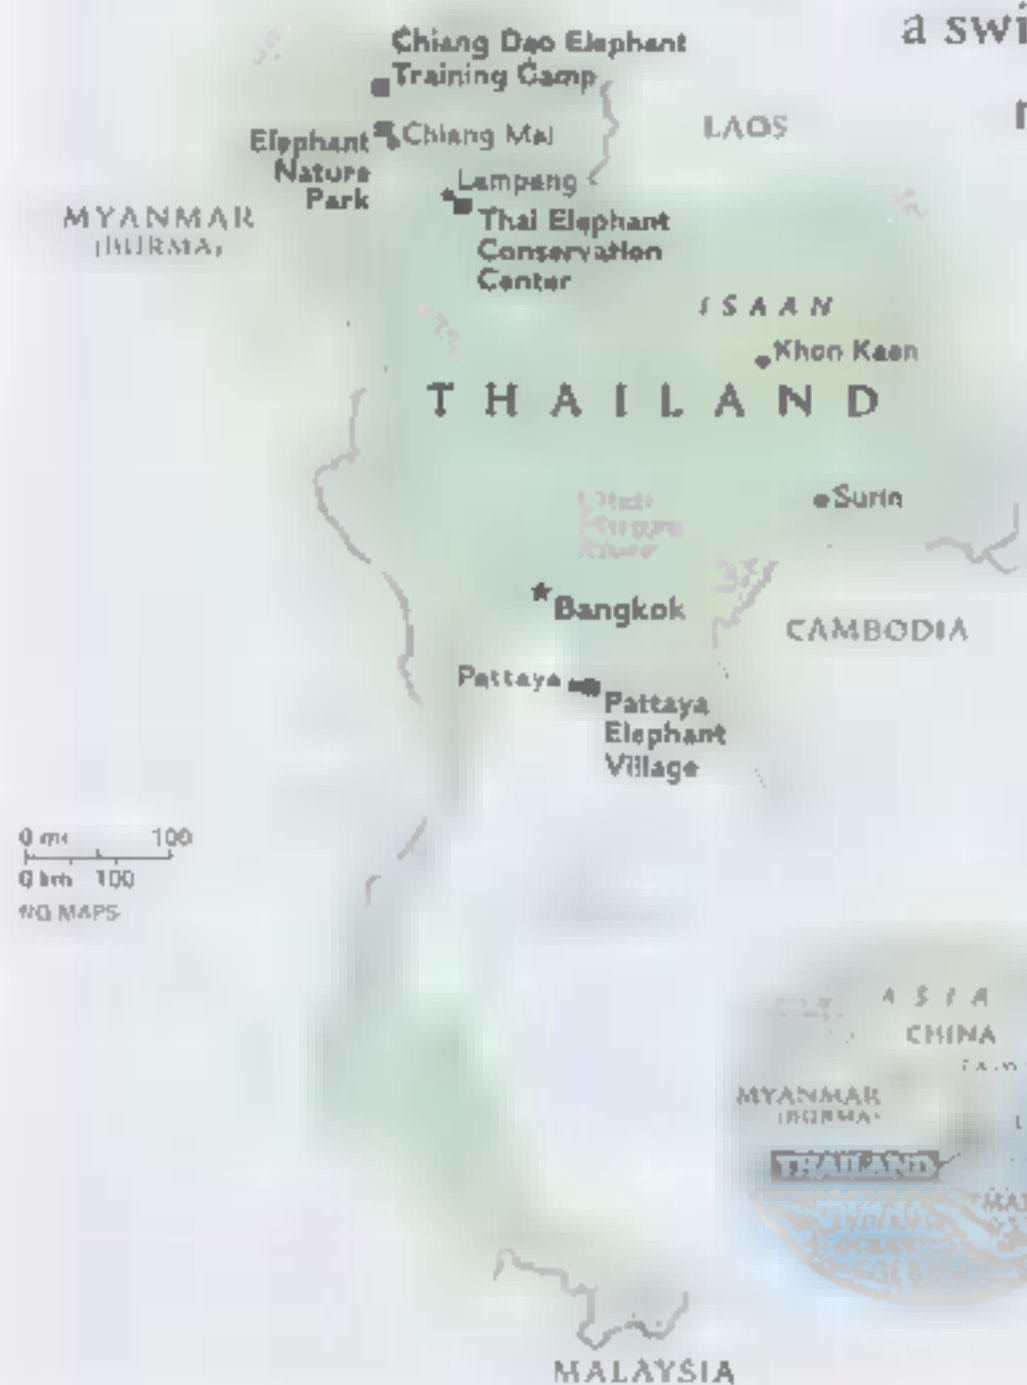 a swi
Chiang Dao Elephant
Training Camp
LAOS
Elephant
Nature
Park
Chiang Mai
Lampang
MYANMAR
(BURMA)
Thai Elephant
Conservation
Center
ISAAN
Khon Kaen
THAILAND
Surin
Bangkok
CAMBODIA
Pattaya
Pattaya
Elephant
Village
0 mi 100
0 km 100
NG MAPS
ASIA
CHINA
MYANMAR
(BURMA)
THAILAND
INDIAN
OCEAN
MALAYSIA